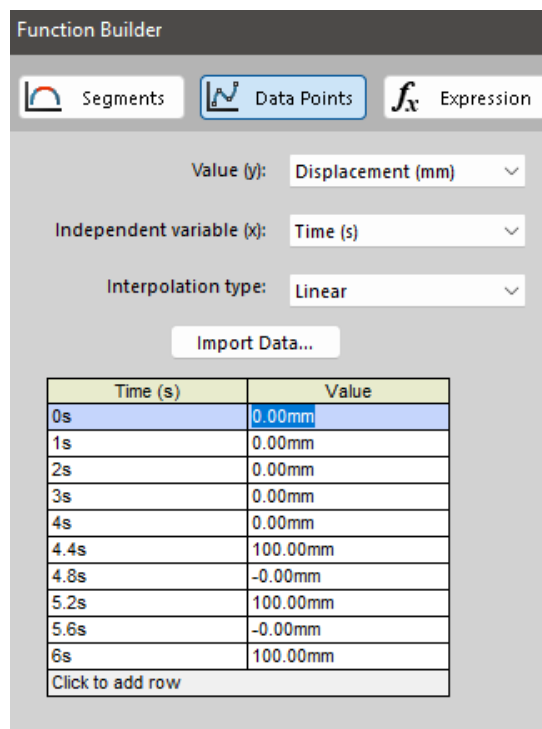 Function Builder
Segments Data Points fx Expression
Value (y): Displacement (mm)
Independent variable (x): Time (s)
Interpolation type: Linear
Import Data...
Time (s) Value
0s 0.00mm
1s 0.00mm
2s 0.00mm
3s 0.00mm
4s 0.00mm
4.4s 100.00mm
4.8s -0.00mm
5.2s 100.00mm
5.6s -0.00mm
6s 100.00mm
Click to add row